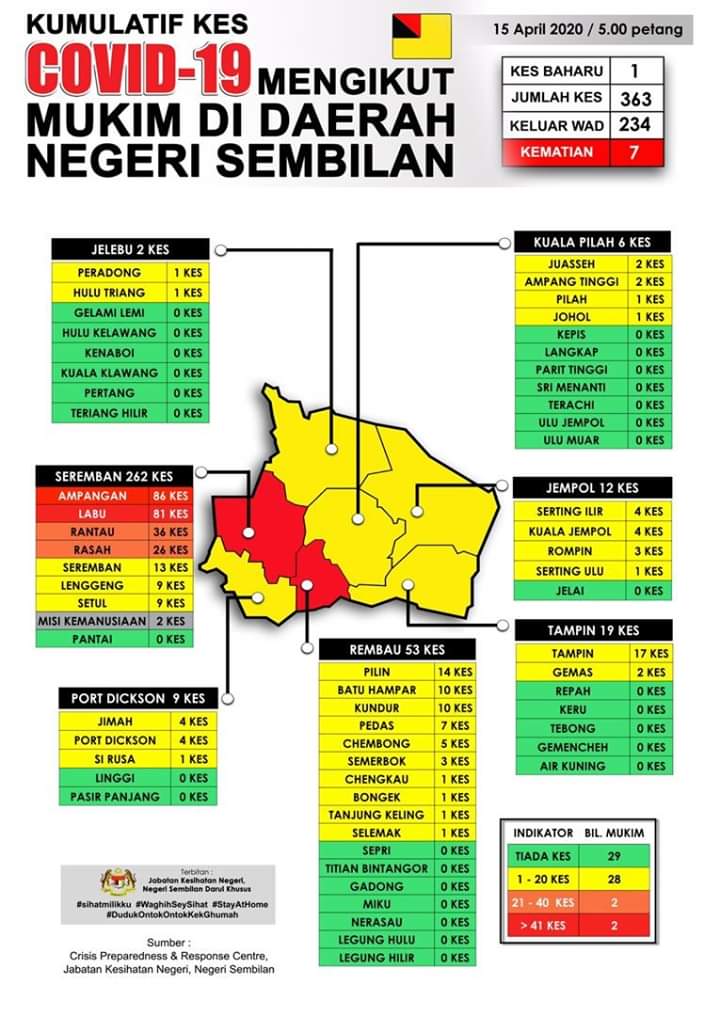 KUMULATIF KES
COVID-19 MENGIKUT
MUKIM DI DAERAH
NEGERI SEMBILAN
15 April 2020 / 5.00 petang
KES BAHARU 1
JUMLAH KES 363
KELUAR WAD 234
KEMATIAN 7
JELEBU 2 KES
PERADONG 1 KES
HULU TRIANG 1 KES
GELAMI LEMI 0 KES
HULU KELAWANG 0 KES
KENABOI 0 KES
KUALA KLAWANG 0 KES
PERTANG 0 KES
TERIANG HILIR 0 KES
KUALA PILAH 6 KES
JUASSEH 2 KES
AMPANG TINGGI 2 KES
PILAH 1 KES
JOHOL 1 KES
KEPIS 0 KES
LANGKAP 0 KES
PARIT TINGGI 0 KES
SRI MENANTI 0 KES
TERACHI 0 KES
ULU JEMPOL 0 KES
ULU MUAR 0 KES
SEREMBAN 262 KES
AMPANGAN 86 KES
LABU 81 KES
RANTAU 36 KES
RASAH 26 KES
SEREMBAN 13 KES
LENGGENG 9 KES
SETUL 9 KES
MISI KEMANUSIAAN 2 KES
PANTAI 0 KES
JEMPOL 12 KES
SERTING ILIR 4 KES
KUALA JEMPOL 4 KES
ROMPIN 3 KES
SERTING ULU 1 KES
JELAI 0 KES
TAMPIN 19 KES
TAMPIN 17 KES
GEMAS 2 KES
REPAH 0 KES
KERU 0 KES
TEBONG 0 KES
GEMENCHEH 0 KES
AIR KUNING 0 KES
REMBAU 53 KES
PILIN 14 KES
BATU HAMPAR 10 KES
KUNDUR 10 KES
PEDAS 7 KES
CHEMBONG 5 KES
SEMERBOK 3 KES
CHENGKAU 1 KES
BONGEK 1 KES
TANJUNG KELING 1 KES
SELEMAK 1 KES
SEPRI 0 KES
TITIAN BINTANGOR 0 KES
GADONG 0 KES
MIKU 0 KES
NERASAU 0 KES
LEGUNG HULU 0 KES
LEGUNG HILIR 0 KES
PORT DICKSON 9 KES
JIMAH 4 KES
PORT DICKSON 4 KES
SI RUSA 1 KES
LINGGI 0 KES
PASIR PANJANG 0 KES
INDIKATOR BIL. MUKIM
TIADA KES 29
1 - 20 KES 28
21 - 40 KES 2
> 41 KES 2
Terbitan :
Jabatan Kesihatan Negeri,
Negeri Sembilan Darul Khusus
#sihatmilikku #WaghihSeySihat #StayAtHome
#DudukOntokOntokKekGhumah
Sumber :
Crisis Preparedness & Response Centre,
Jabatan Kesihatan Negeri, Negeri Sembilan